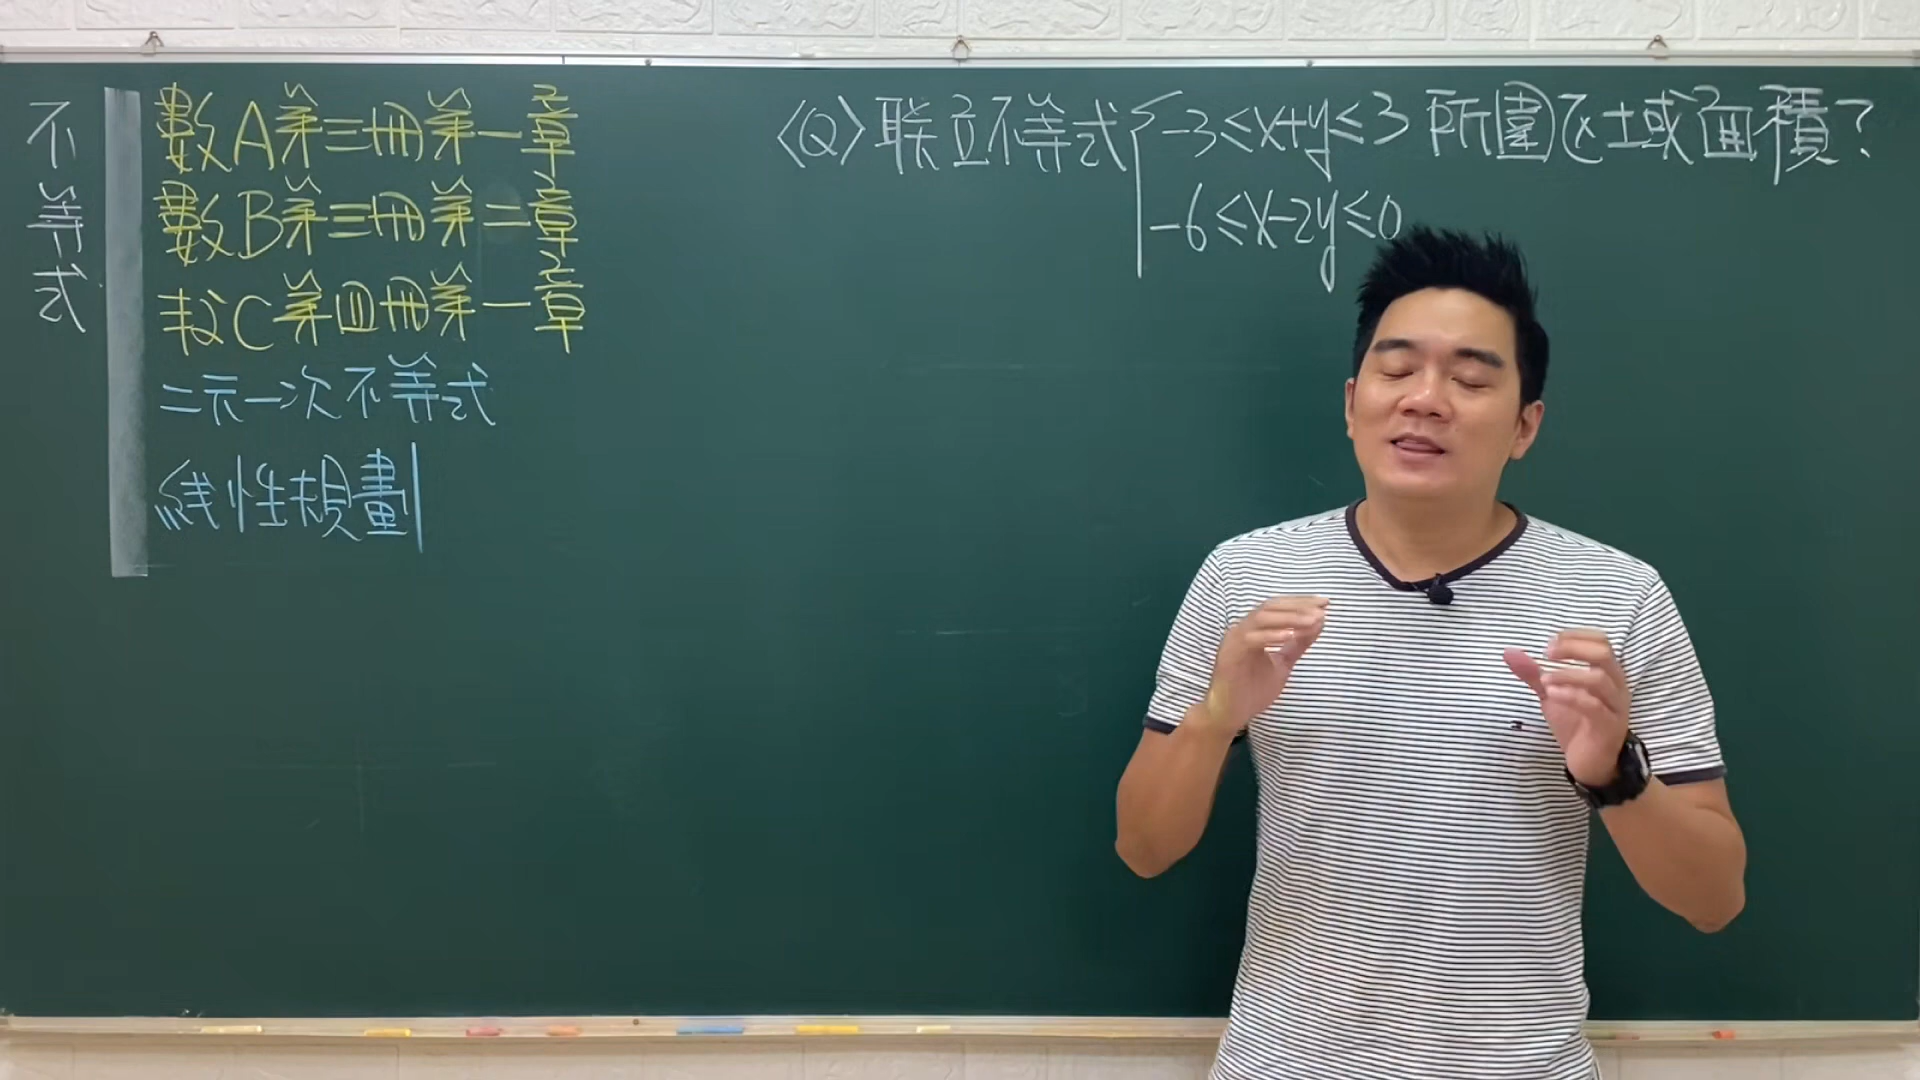 不等式
數A第三冊第一章
數B第三冊第二章
救C第四冊第一章
二元一次不等式
線性規劃
〈Q〉聯立不等式{-3≤x+y≤3 所圍區域面積?
-6≤x-2y≤0